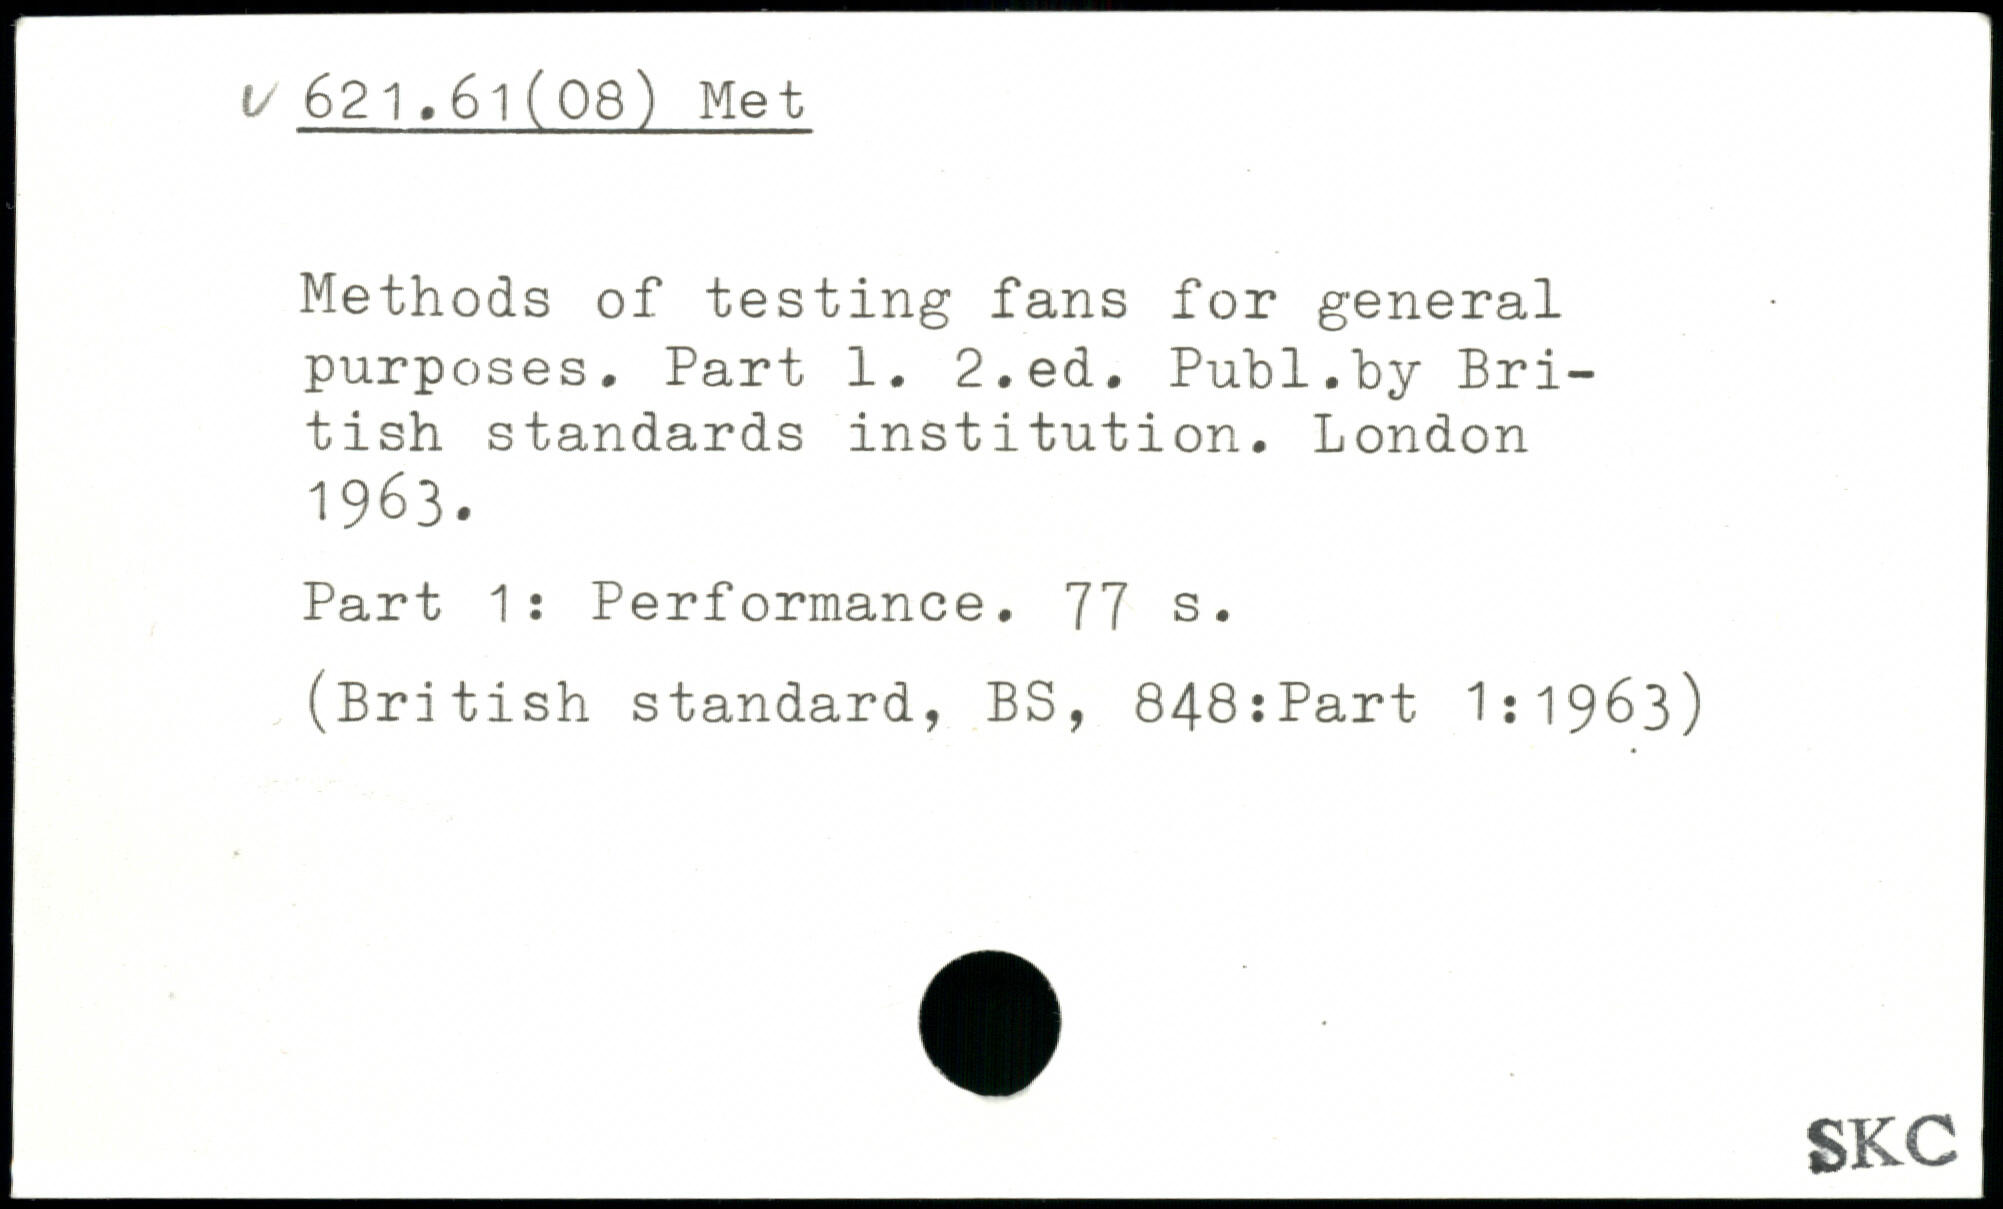 v 621.61(08) Met
Methods of testing fans for general
purposes. Part l. 2.ed. Publ.by Bri-
tish standards institution. London
1963.
Part 1: Performance. 77 s.
(British standard, BS, 848:Part 1:1963)
SKC